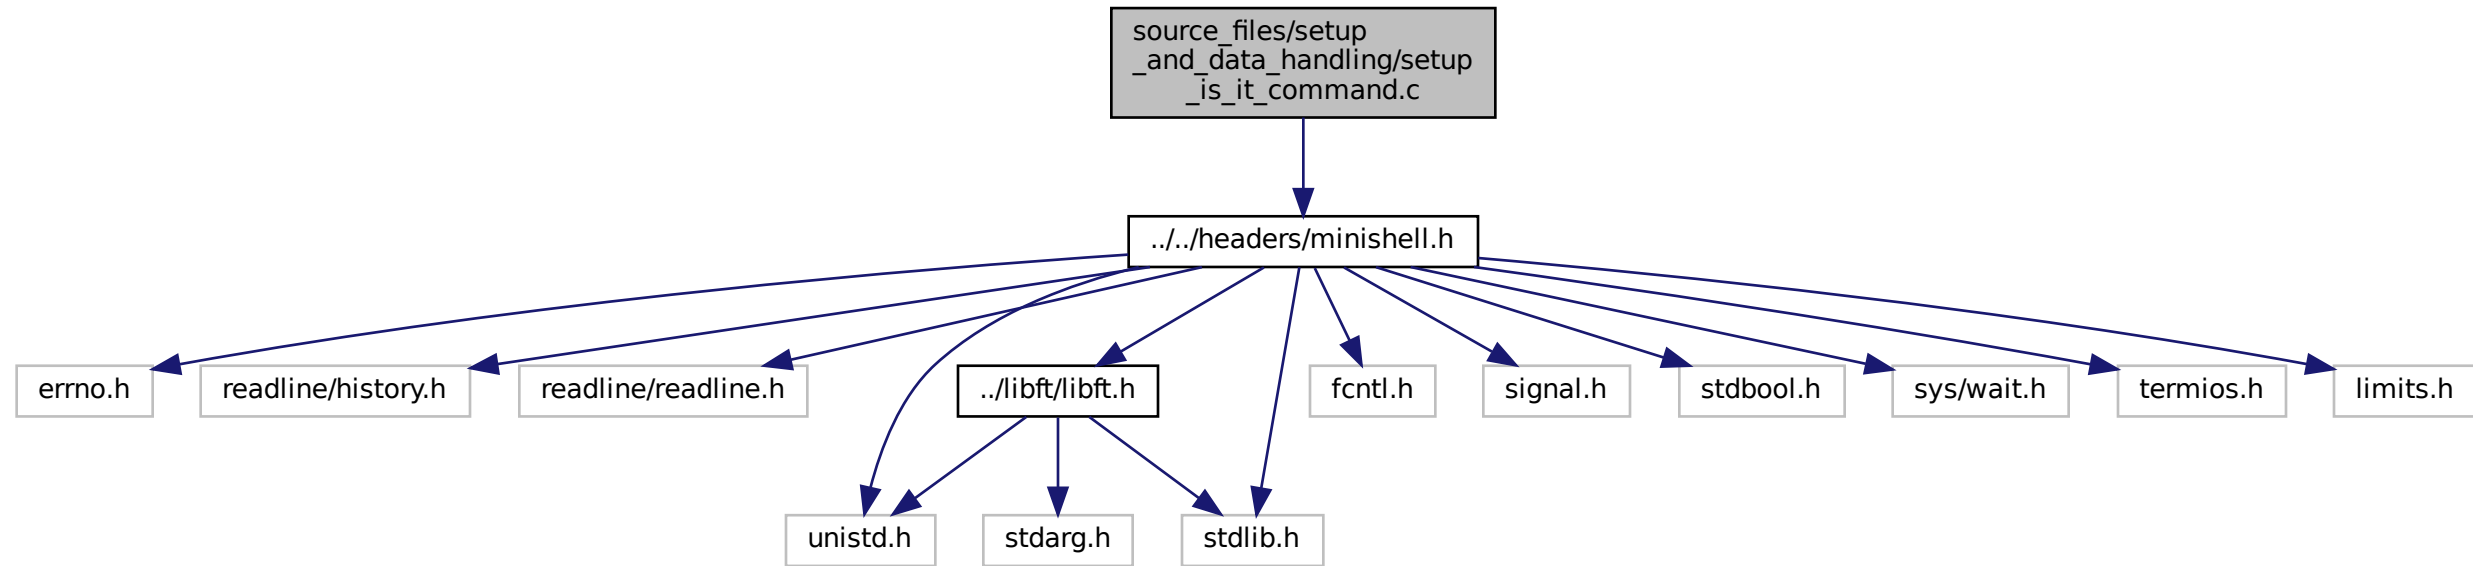 source_files/setup
_and_data_handling/setup
_is_it_command.c
../../headers/minishell.h
errno.h
readline/history.h
readline/readline.h
../libft/libft.h
fcntl.h
signal.h
stdbool.h
sys/wait.h
termios.h
limits.h
unistd.h
stdarg.h
stdlib.h